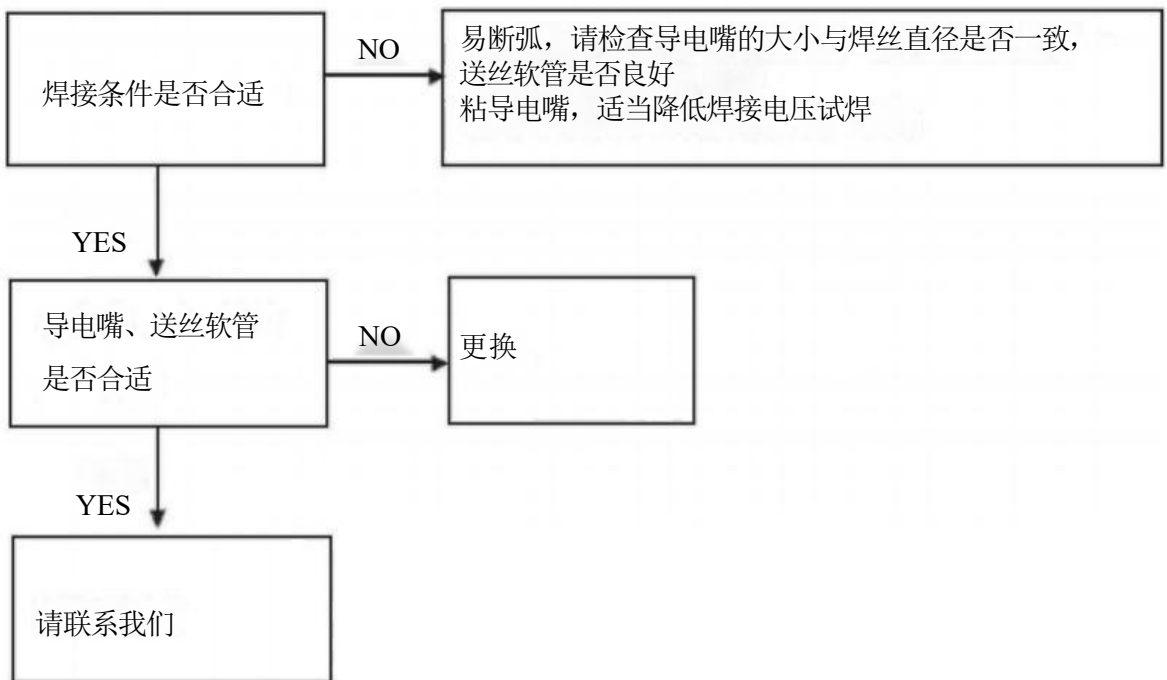 焊接条件是否合适
NO
易断弧，请检查导电嘴的大小与焊丝直径是否一致，
送丝软管是否良好
粘导电嘴，适当降低焊接电压试焊
YES
导电嘴、送丝软管
是否合适
NO
更换
YES
请联系我们